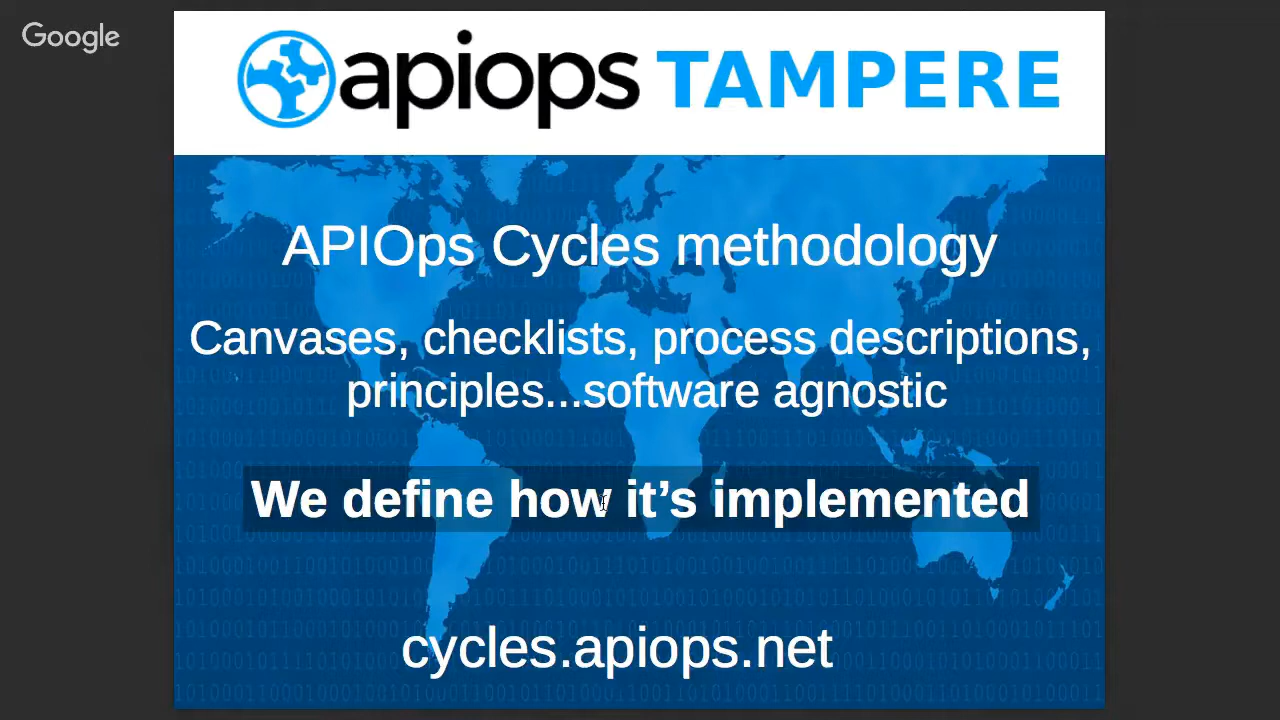 Google
apiops TAMPERE
APIOps Cycles methodology
Canvases, checklists, process descriptions,
principles...software agnostic
We define how it’s implemented
cycles.apiops.net